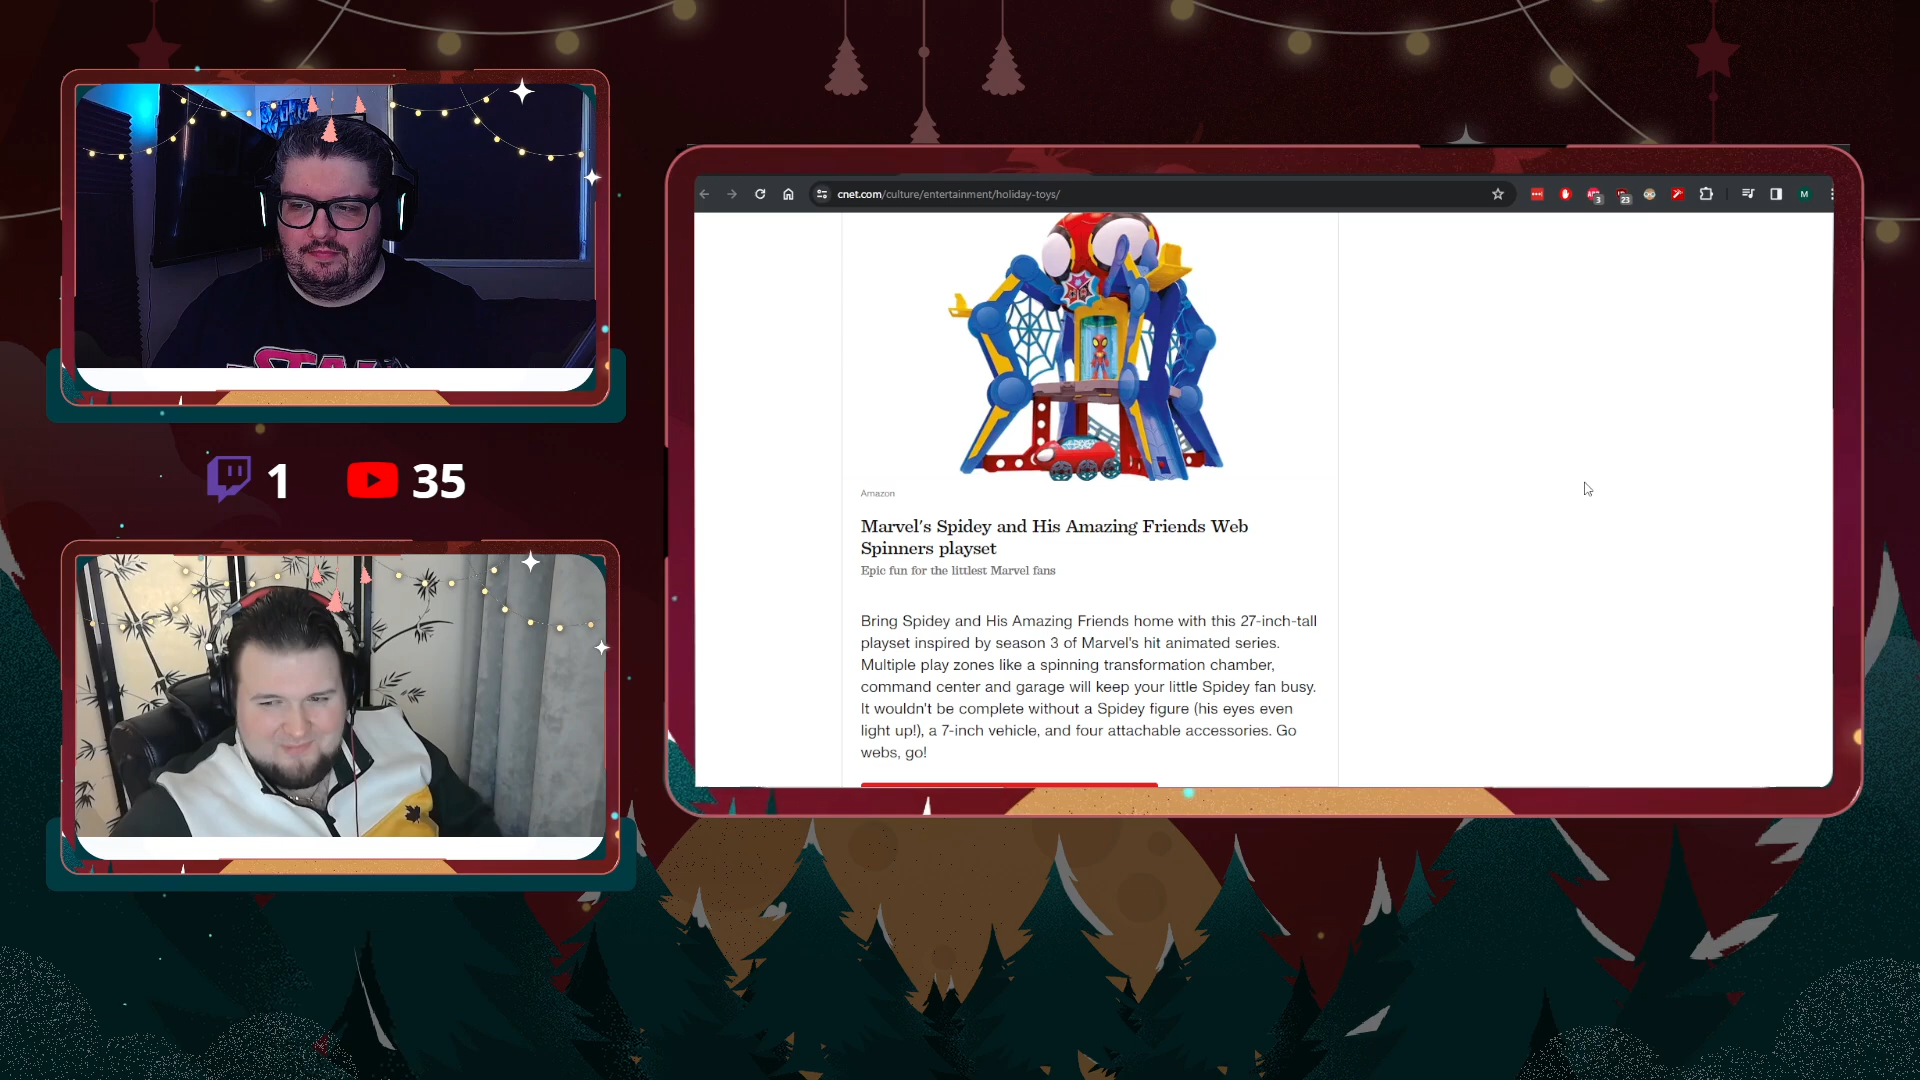 1
35
cnet.com/culture/entertainment/holiday-toys/
3
23
M
Amazon
Marvel's Spidey and His Amazing Friends Web
Spinners playset
Epic fun for the littlest Marvel fans
Bring Spidey and His Amazing Friends home with this 27-inch-tall
playset inspired by season 3 of Marvel's hit animated series.
Multiple play zones like a spinning transformation chamber,
command center and garage will keep your little Spidey fan busy.
It wouldn't be complete without a Spidey figure (his eyes even
light up!), a 7-inch vehicle, and four attachable accessories. Go
webs, go!